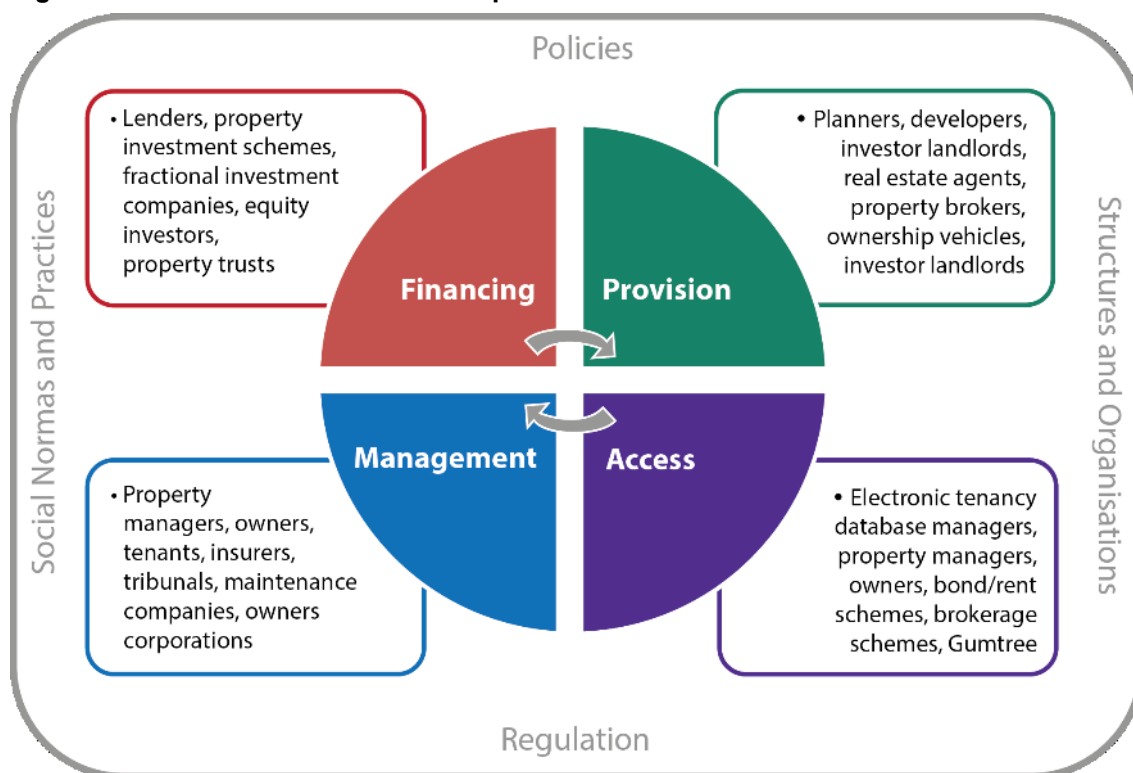 Policies
• Lenders, property
investment schemes,
fractional investment
companies, equity
investors,
property trusts
• Planners, developers,
investor landlords,
real estate agents,
property brokers,
ownership vehicles,
investor landlords
Financing
Provision
Social Normas and Practices
Structures and Organisations
Management
Access
• Property
managers, owners,
tenants, insurers,
tribunals, maintenance
companies, owners
corporations
• Electronic tenancy
database managers,
property managers,
owners, bond/rent
schemes, brokerage
schemes, Gumtree
Regulation